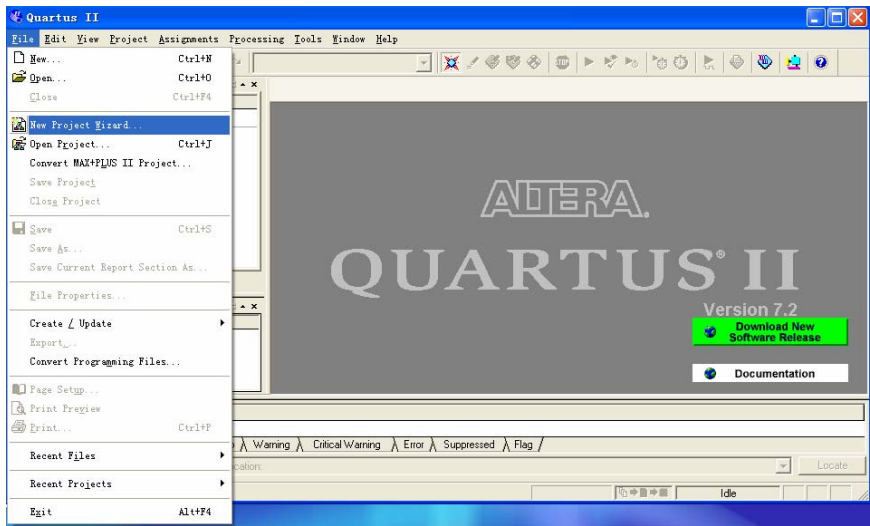 Quartus II
File Edit View Project Assignments Processing Tools Window Help
New... Ctrl+N
Open... Ctrl+O
Close Ctrl+F4
New Project Wizard...
Open Project... Ctrl+J
Convert MAX+PLUS II Project...
Save Project
Close Project
Save Ctrl+S
Save As...
Save Current Report Section As...
File Properties...
Create / Update
Export...
Convert Programming Files...
Page Setup...
Print Preview
Print... Ctrl+P
Recent Files
Recent Projects
Exit Alt+F4
STOP
ALTERA.
QUARTUS® II
Version 7.2
Download New
Software Release
Documentation
Warning Critical Warning Error Suppressed Flag
Locate
Idle